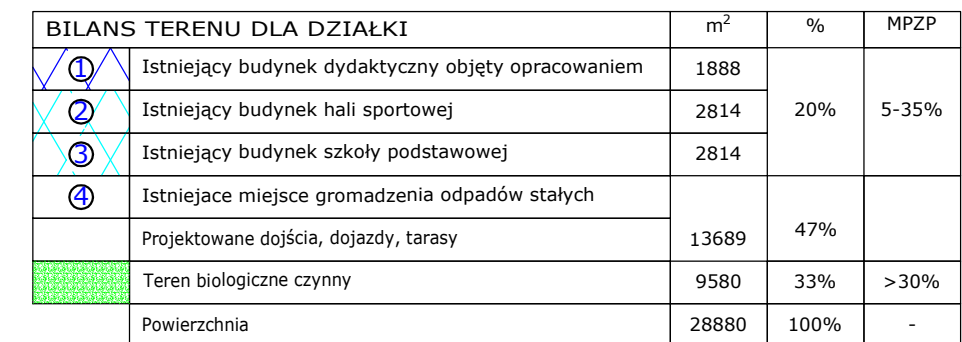 BILANS TERENU DLA DZIAŁKI m² % MPZP
1 Istniejący budynek dydaktyczny objęty opracowaniem 1888
2 Istniejący budynek hali sportowej 2814 20% 5-35%
3 Istniejący budynek szkoły podstawowej 2814
4 Istniejace miejsce gromadzenia odpadów stałych
Projektowane dojścia, dojazdy, tarasy 13689 47%
Teren biologiczne czynny 9580 33% >30%
Powierzchnia 28880 100% -